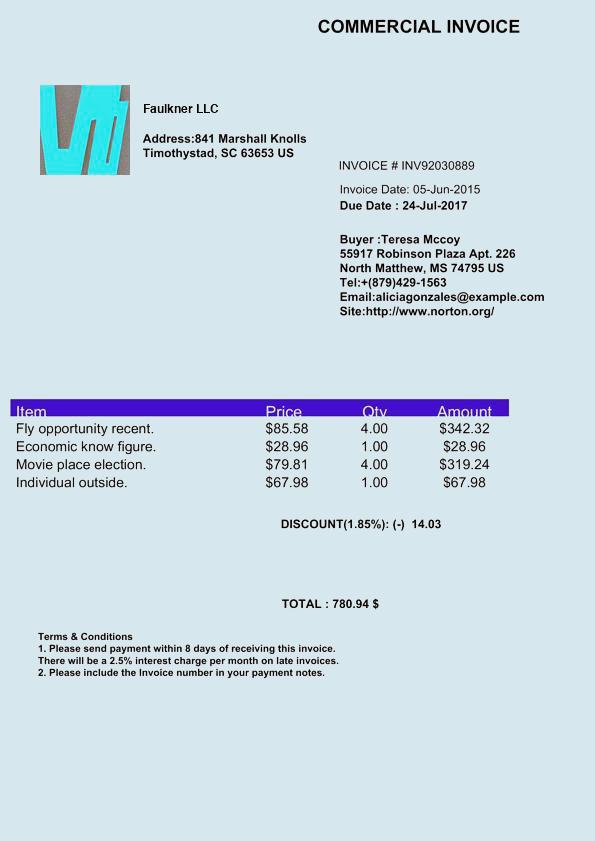 COMMERCIAL INVOICE
Faulkner LLC
Address:841 Marshall Knolls
Timothystad, SC 63653 US
INVOICE # INV92030889
Invoice Date: 05-Jun-2015
Due Date : 24-Jul-2017
Buyer :Teresa Mccoy
55917 Robinson Plaza Apt. 226
North Matthew, MS 74795 US
Tel:+(879)429-1563
Email:aliciagonzales@example.com
Site:http://www.norton.org/
Item Price Qty Amount
Fly opportunity recent. $85.58 4.00 $342.32
Economic know figure. $28.96 1.00 $28.96
Movie place election. $79.81 4.00 $319.24
Individual outside. $67.98 1.00 $67.98
DISCOUNT(1.85%): (-) 14.03
TOTAL : 780.94 $
Terms & Conditions
1. Please send payment within 8 days of receiving this invoice.
There will be a 2.5% interest charge per month on late invoices.
2. Please include the Invoice number in your payment notes.